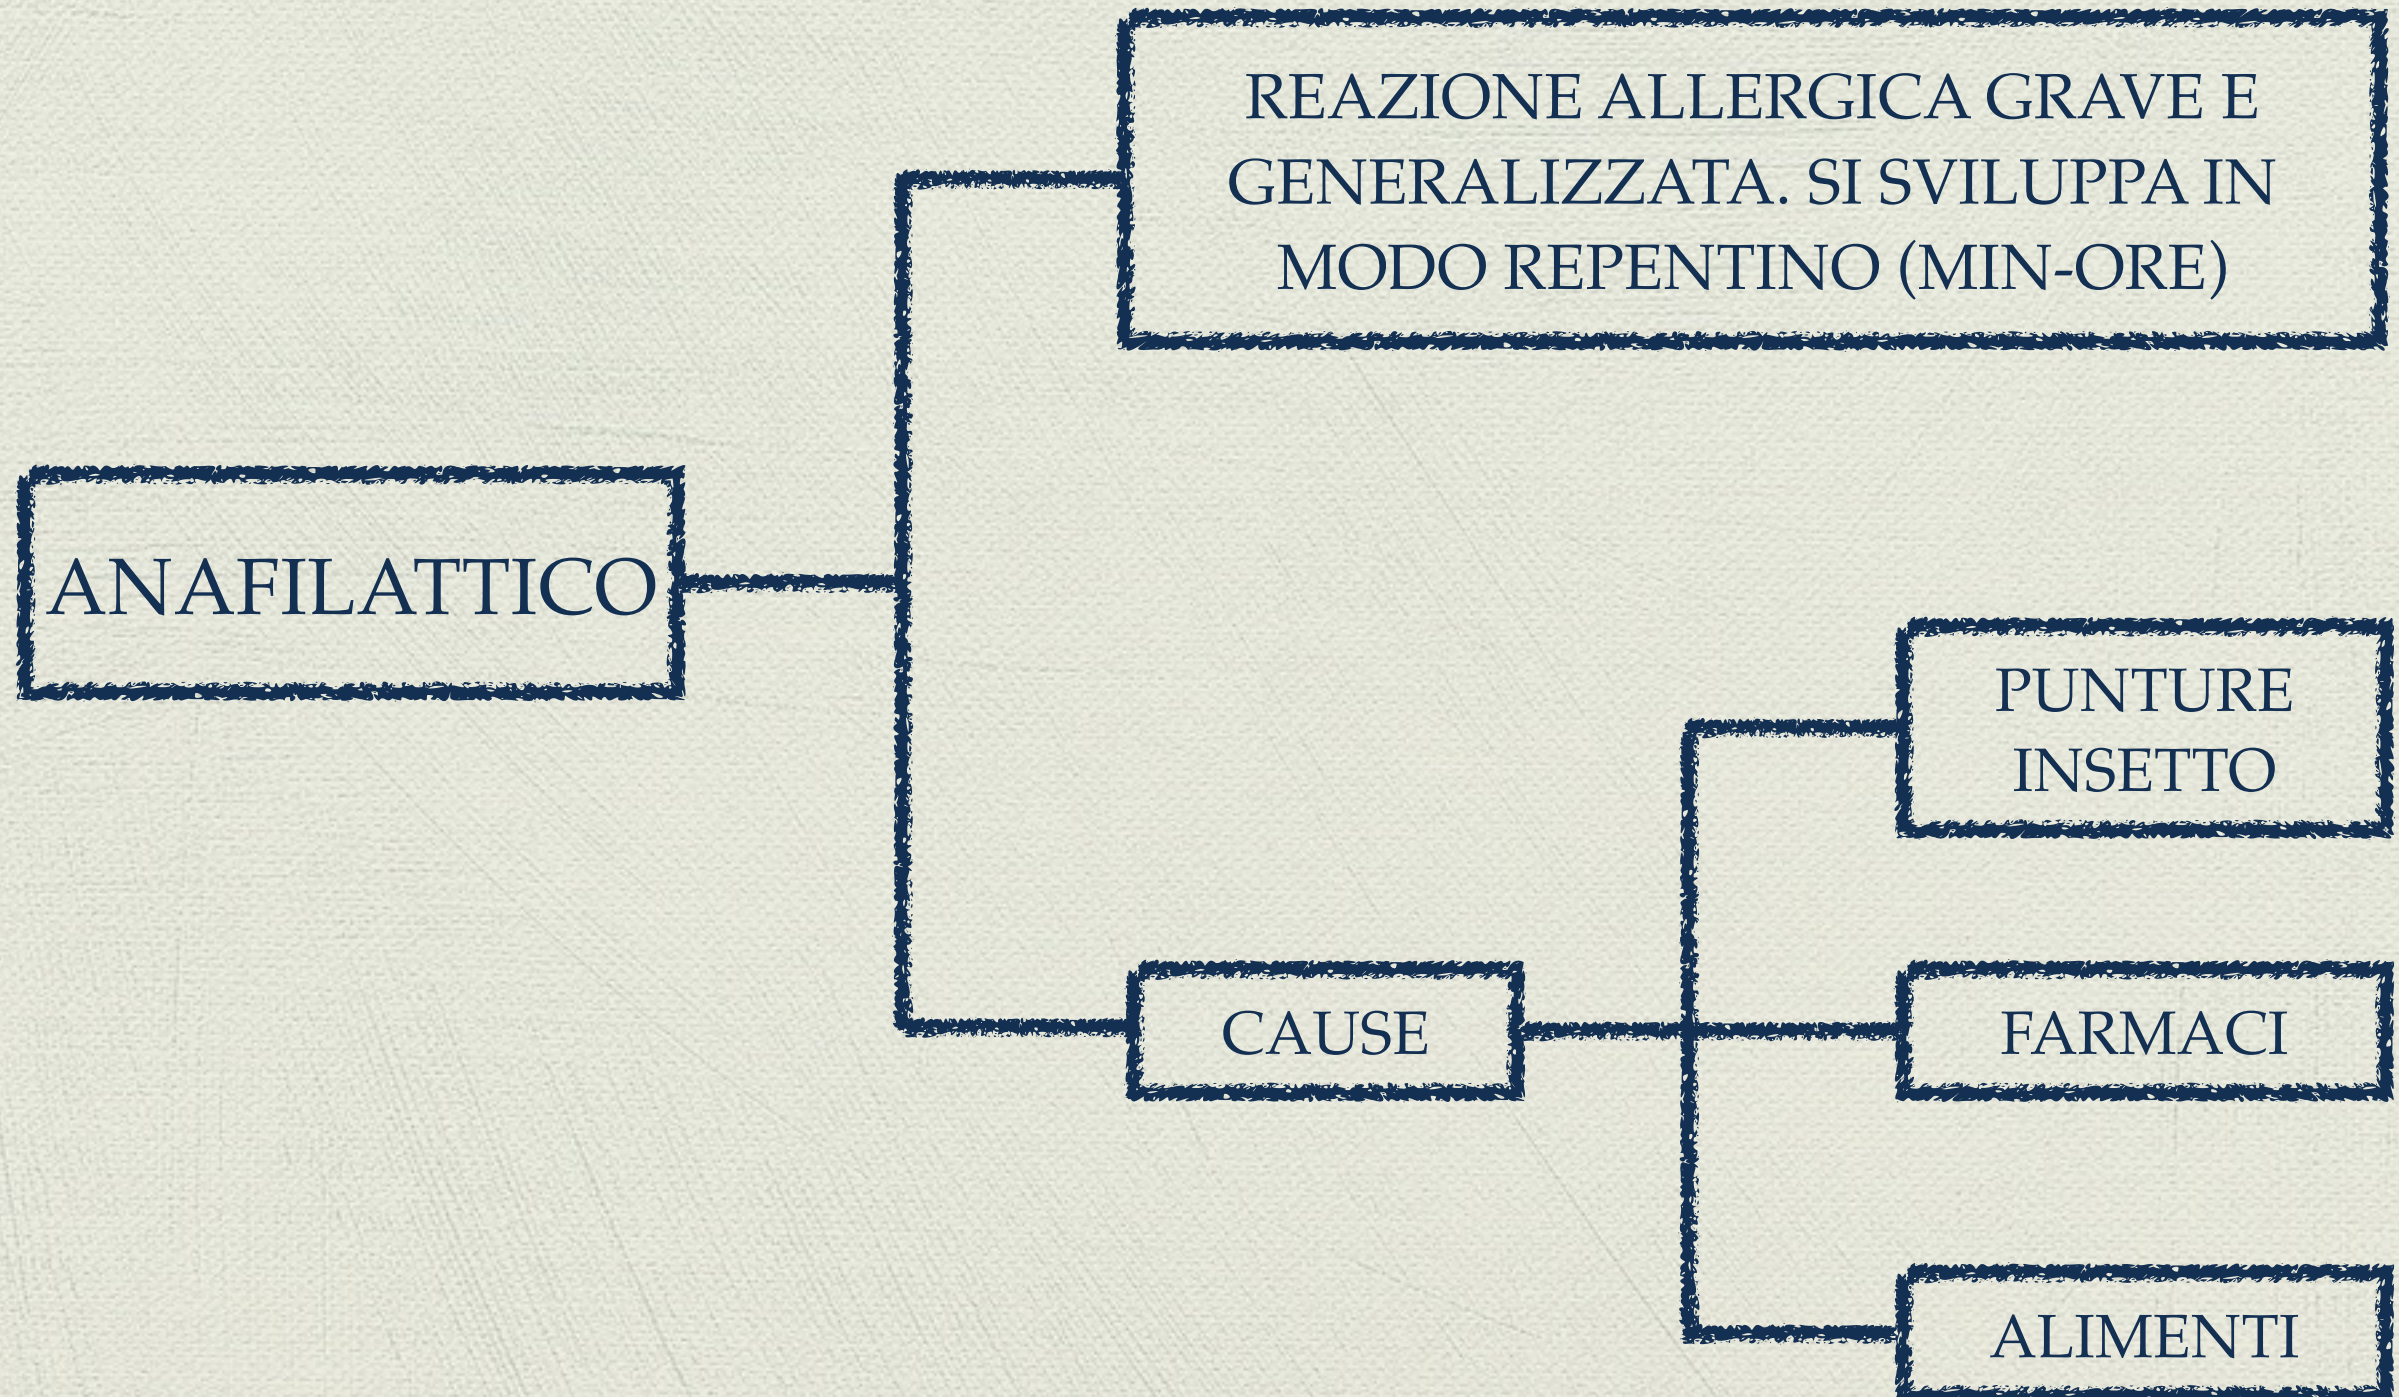 REAZIONE ALLERGICA GRAVE E
GENERALIZZATA. SI SVILUPPA IN
MODO REPENTINO (MIN-ORE)
ANAFILATTICO
PUNTURE
INSETTO
CAUSE
FARMACI
ALIMENTI